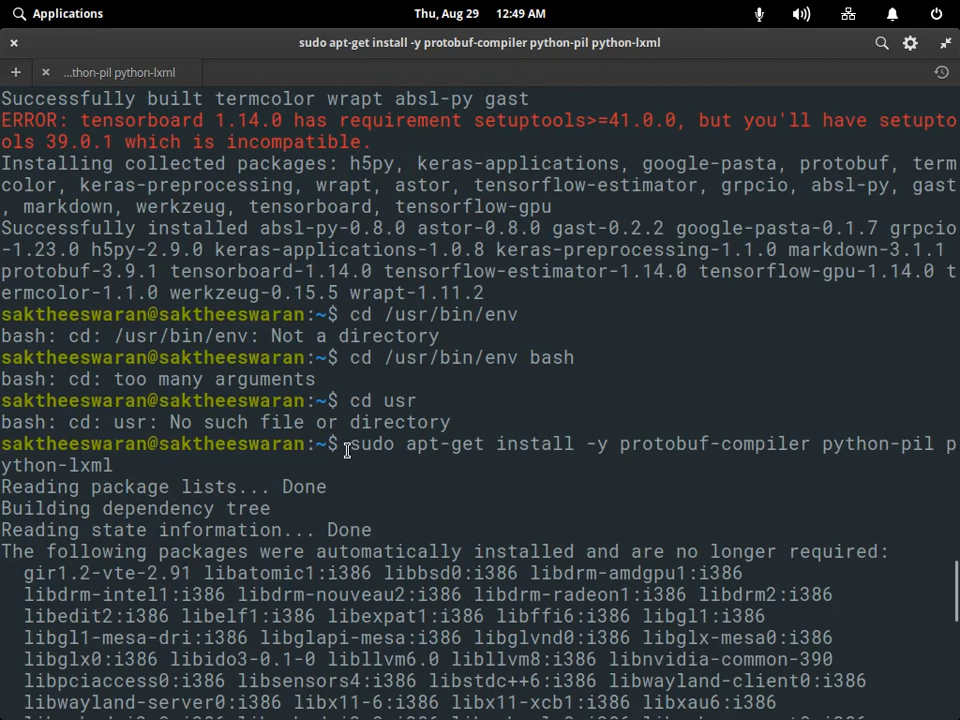 Applications
Thu, Aug 29 12:49 AM
sudo apt-get install -y protobuf-compiler python-pil python-lxml
...thon-pil python-lxml
Successfully built termcolor wrapt absl-py gast
ERROR: tensorboard 1.14.0 has requirement setuptools>=41.0.0, but you'll have setupto
ols 39.0.1 which is incompatible.
Installing collected packages: h5py, keras-applications, google-pasta, protobuf, term
color, keras-preprocessing, wrapt, astor, tensorflow-estimator, grpcio, absl-py, gast
, markdown, werkzeug, tensorboard, tensorflow-gpu
Successfully installed absl-py-0.8.0 astor-0.8.0 gast-0.2.2 google-pasta-0.1.7 grpcio
-1.23.0 h5py-2.9.0 keras-applications-1.0.8 keras-preprocessing-1.1.0 markdown-3.1.1
protobuf-3.9.1 tensorboard-1.14.0 tensorflow-estimator-1.14.0 tensorflow-gpu-1.14.0 t
ermcolor-1.1.0 werkzeug-0.15.5 wrapt-1.11.2
saktheeswaran@saktheeswaran:~$ cd /usr/bin/env
bash: cd: /usr/bin/env: Not a directory
saktheeswaran@saktheeswaran:~$ cd /usr/bin/env bash
bash: cd: too many arguments
saktheeswaran@saktheeswaran:~$ cd usr
bash: cd: usr: No such file or directory
saktheeswaran@saktheeswaran:~$ sudo apt-get install -y protobuf-compiler python-pil p
ython-lxml
Reading package lists... Done
Building dependency tree
Reading state information... Done
The following packages were automatically installed and are no longer required:
gir1.2-vte-2.91 libatomic1:i386 libbsd0:i386 libdrm-amdgpu1:i386
libdrm-intel1:i386 libdrm-nouveau2:i386 libdrm-radeon1:i386 libdrm2:i386
libedit2:i386 libelf1:i386 libexpat1:i386 libffi6:i386 libgl1:i386
libgl1-mesa-dri:i386 libglapi-mesa:i386 libglvnd0:i386 libglx-mesa0:i386
libglx0:i386 libido3-0.1-0 libllvm6.0 libllvm8:i386 libnvidia-common-390
libpciaccess0:i386 libsensors4:i386 libstdc++6:i386 libwayland-client0:i386
libwayland-server0:i386 libx11-6:i386 libx11-xcb1:i386 libxau6:i386